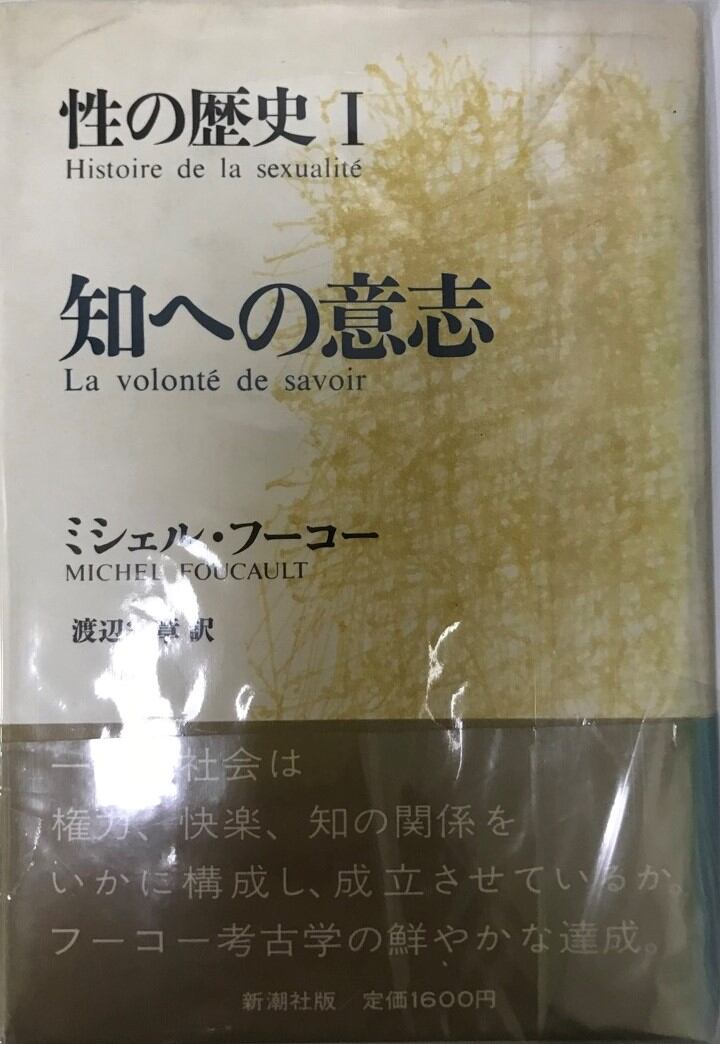 性の歴史 I
Histoire de la sexualité
知への意志
La volonté de savoir
ミシェル・フーコー
MICHEL FOUCAULT
渡辺 章 訳
一 社会は
権力、快楽、知の関係を
いかに構成し、成立させているか。
フーコー考古学の鮮やかな達成。
新潮社版／定価1600円